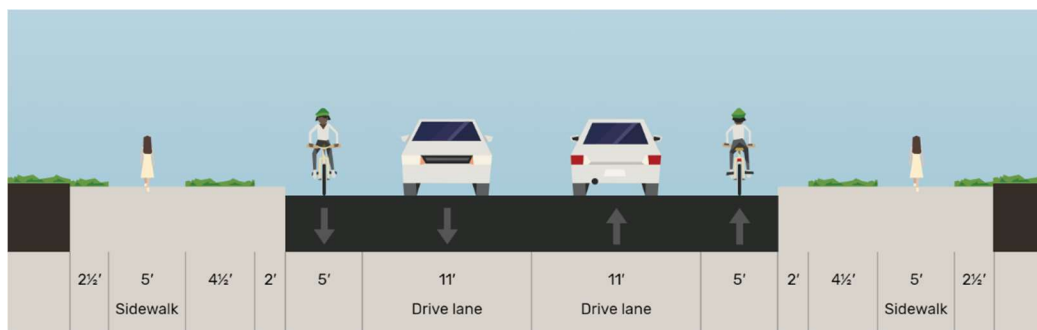 2½′ 5′ 4½′ 2′ 5′ 11′ 11′ 5′ 2′ 4½′ 5′ 2½′
Sidewalk Drive lane Drive lane Sidewalk